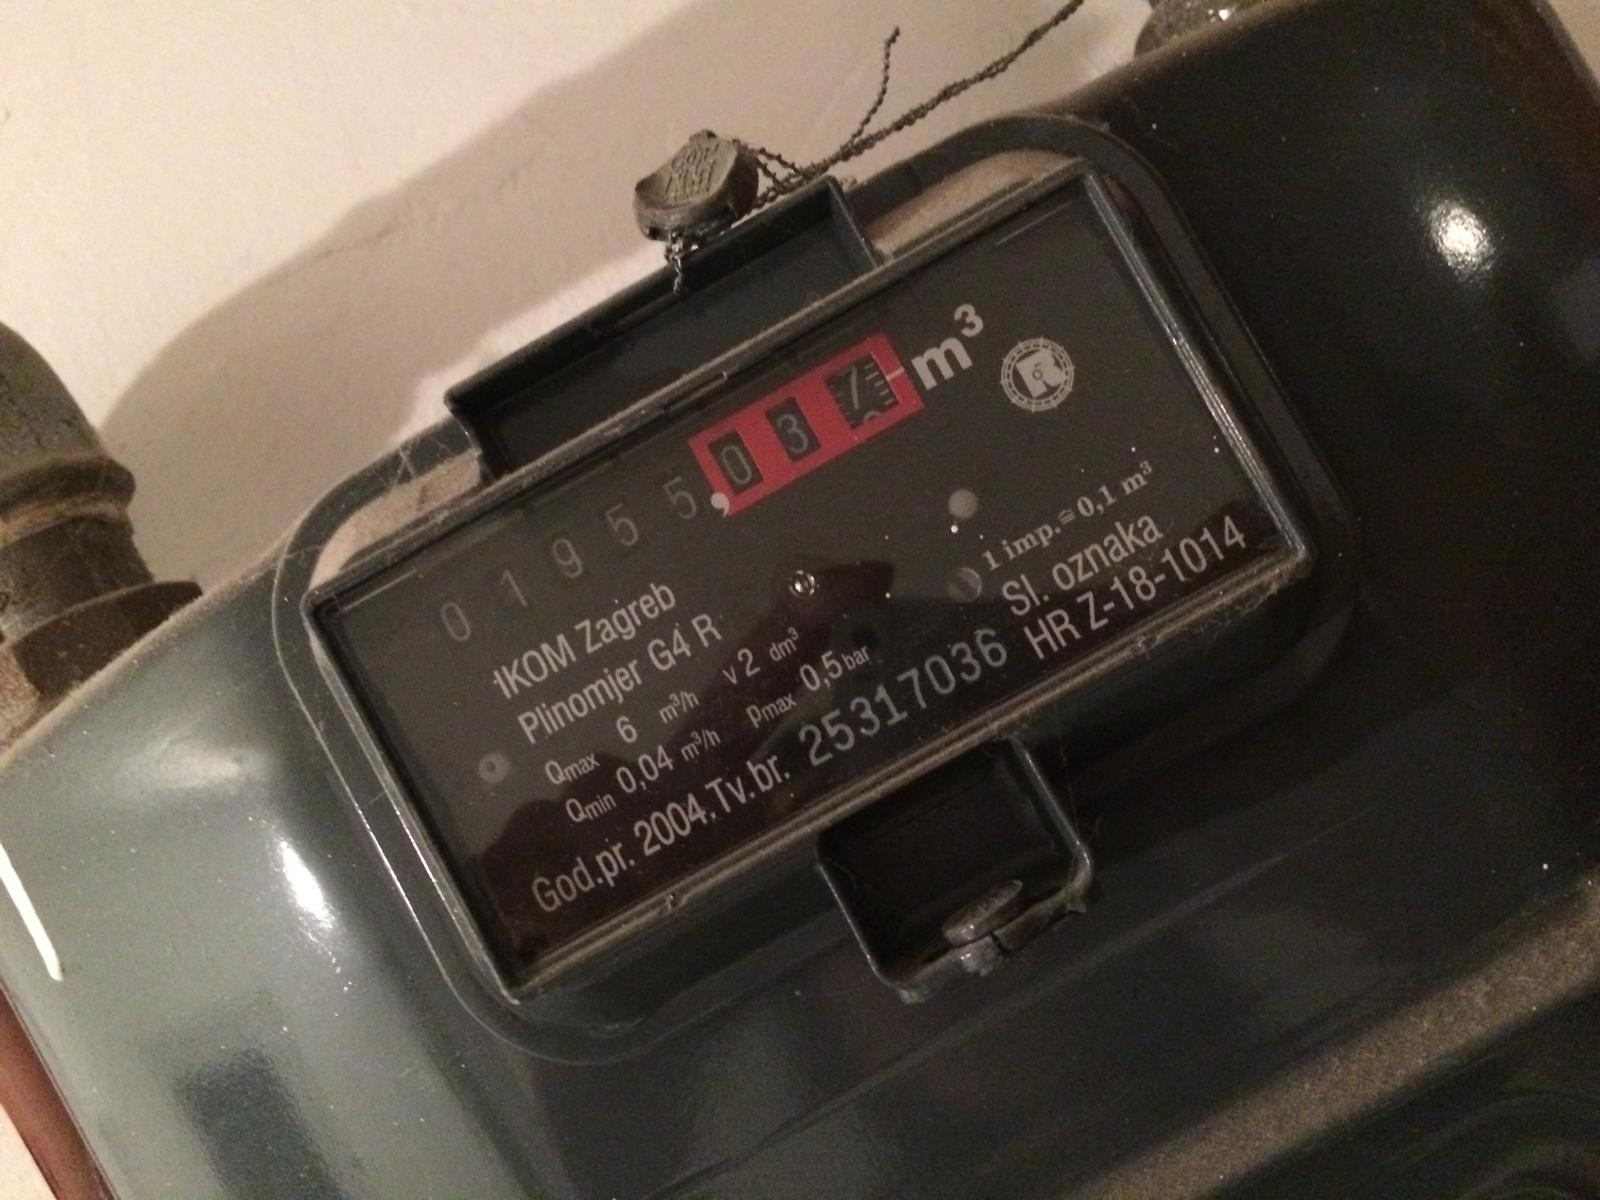 01955,037 m³
R
IKOM Zagreb
Plinomjer G4 R
Qmax 6 m³/h v 2 dm³
Qmin 0,04 m³/h pmax 0,5 bar
God.pr. 2004. Tv.br. 25317036
1 imp.≙0,1 m³
Sl. oznaka
HR Z-18-1014